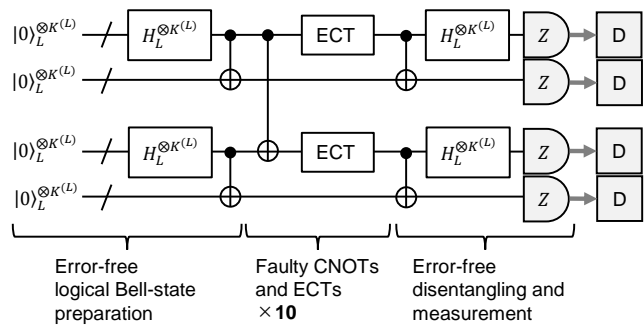 |0⟩_L^{⊗K^{(L)}} H_L^{⊗K^{(L)}} ECT H_L^{⊗K^{(L)}} Z D
|0⟩_L^{⊗K^{(L)}} Z D
|0⟩_L^{⊗K^{(L)}} H_L^{⊗K^{(L)}} ECT H_L^{⊗K^{(L)}} Z D
|0⟩_L^{⊗K^{(L)}} Z D
Error-free
logical Bell-state
preparation
Faulty CNOTs
and ECTs
×10
Error-free
disentangling and
measurement